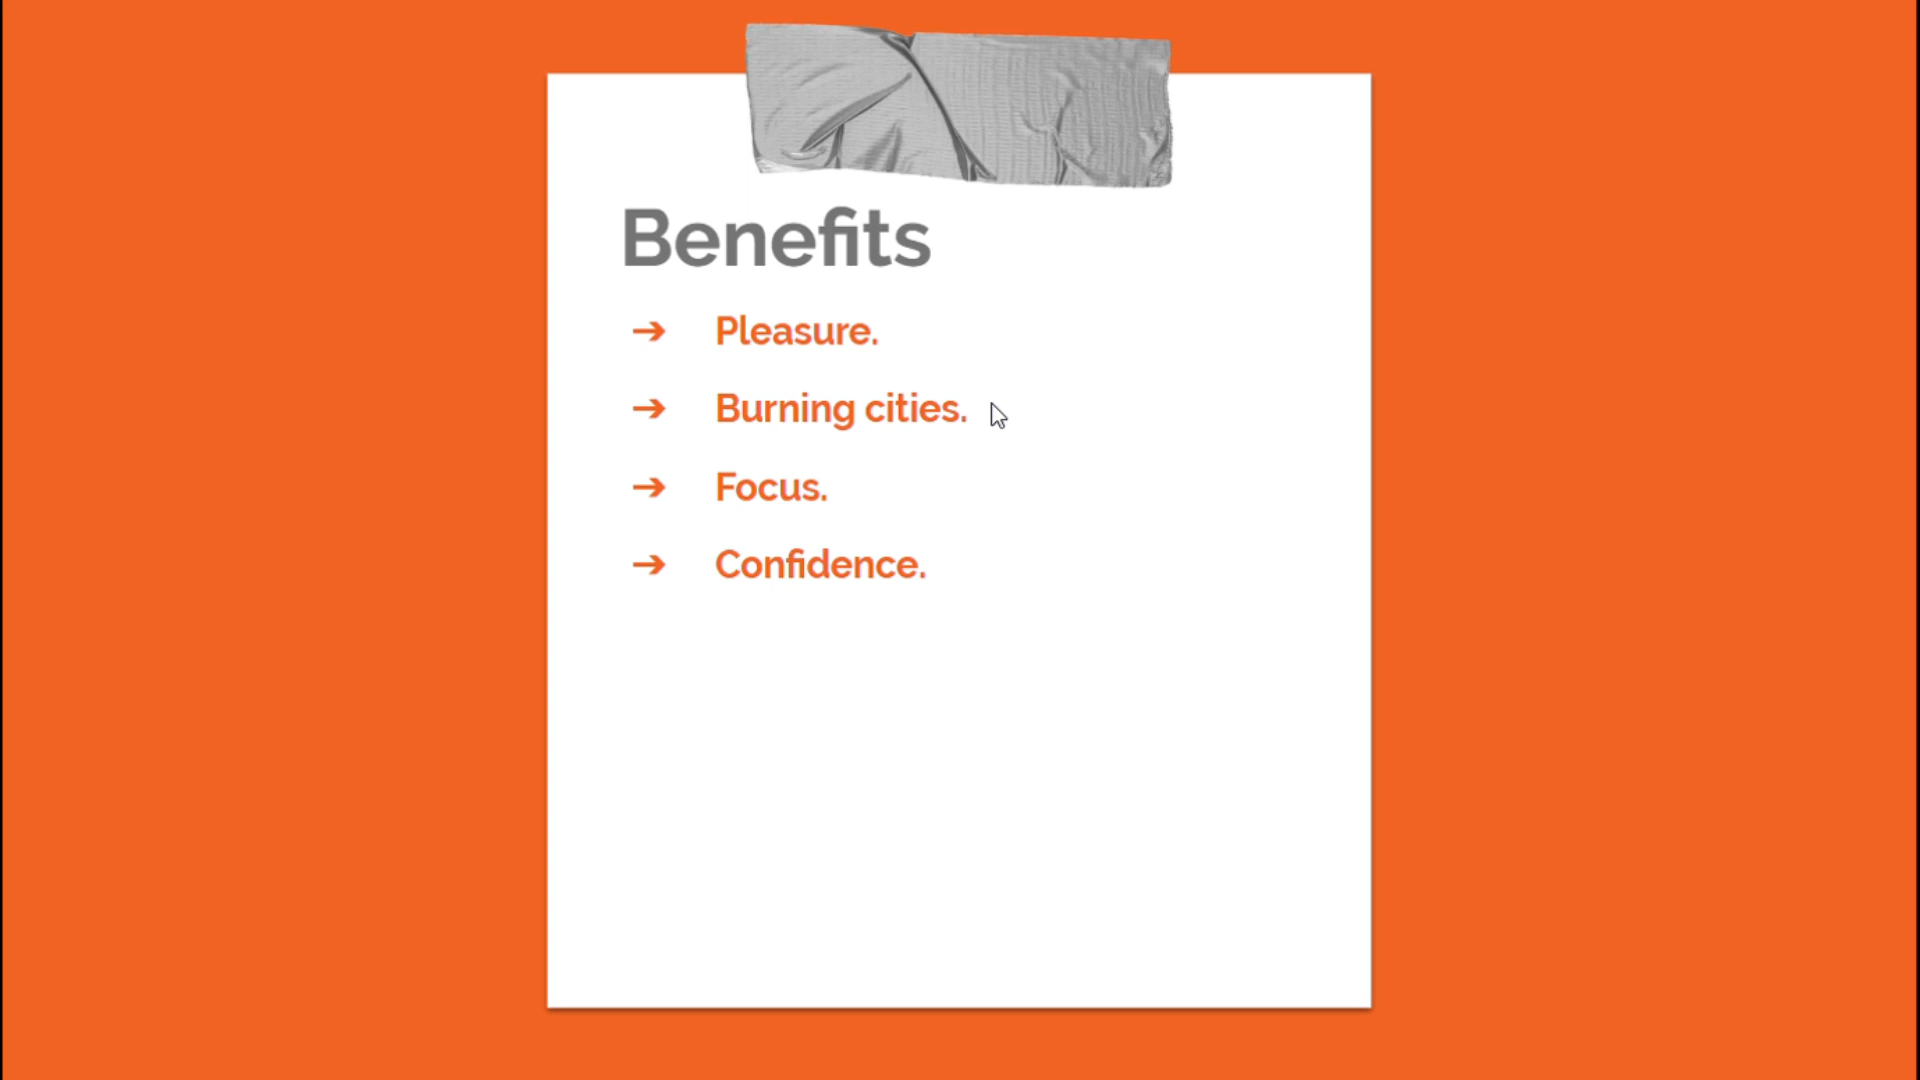 Benefits
➔ Pleasure.
➔ Burning cities.
➔ Focus.
➔ Confidence.